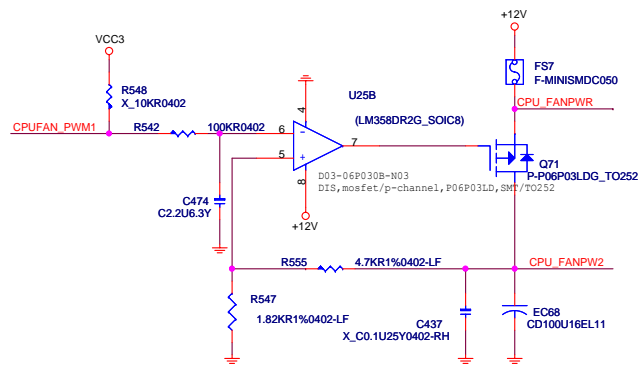 +12V
VCC3
FS7
F-MINISMDC050
R548
X_10KR0402
U25B
(LM358DR2G_SOIC8)
CPU_FANPWR
CPUFAN_PWM1
R542
100KR0402
4
6
5
7
8
Q71
P-P06P03LDG_TO252
D03-06P030B-N03
DIS,mosfet/p-channel,P06P03LD,SMT/TO252
C474
C2.2U6.3Y
+12V
R555
4.7KR1%0402-LF
CPU_FANPW2
R547
1.82KR1%0402-LF
C437
X_C0.1U25Y0402-RH
EC68
CD100U16EL11